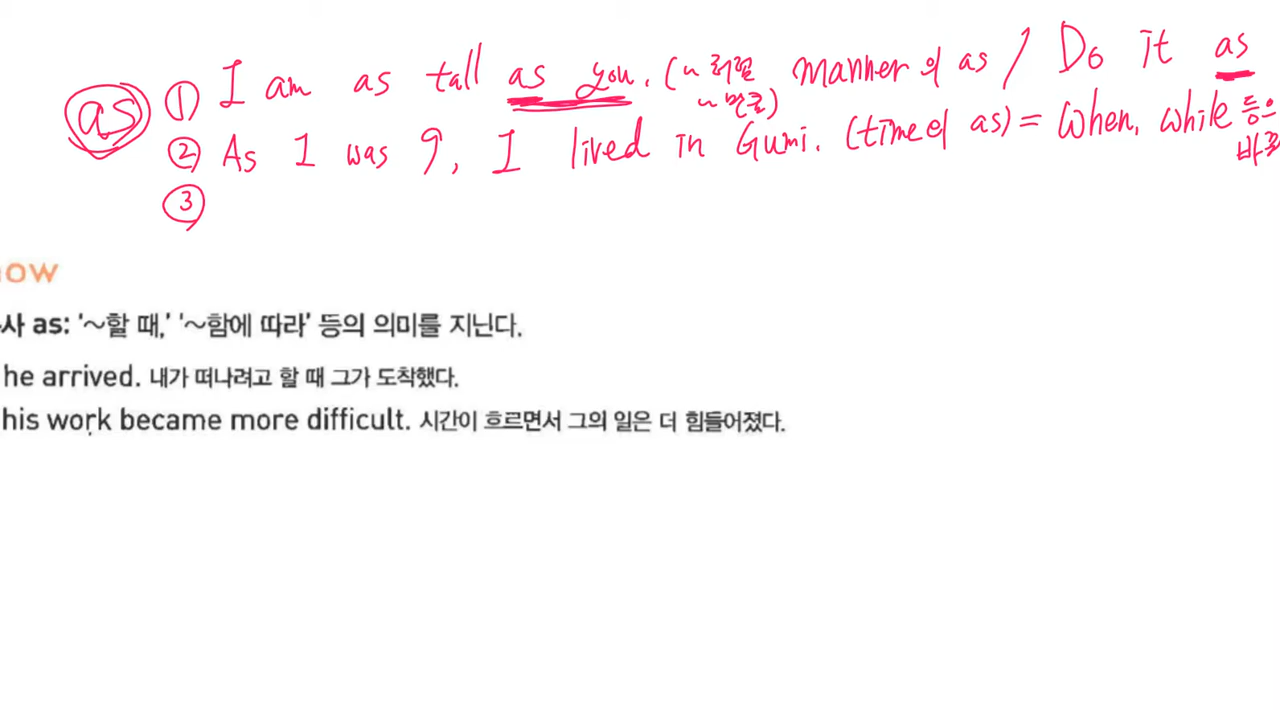 as ① I am as tall as you. (~처럼 manner의 as / Do it as
~만큼)
② As I was 9, I lived in Gumi. (time의 as) = When, while 등으
바꿔
③
now
사 as: '~할 때,' '~함에 따라' 등의 의미를 지닌다.
he arrived. 내가 떠나려고 할 때 그가 도착했다.
his work became more difficult. 시간이 흐르면서 그의 일은 더 힘들어졌다.